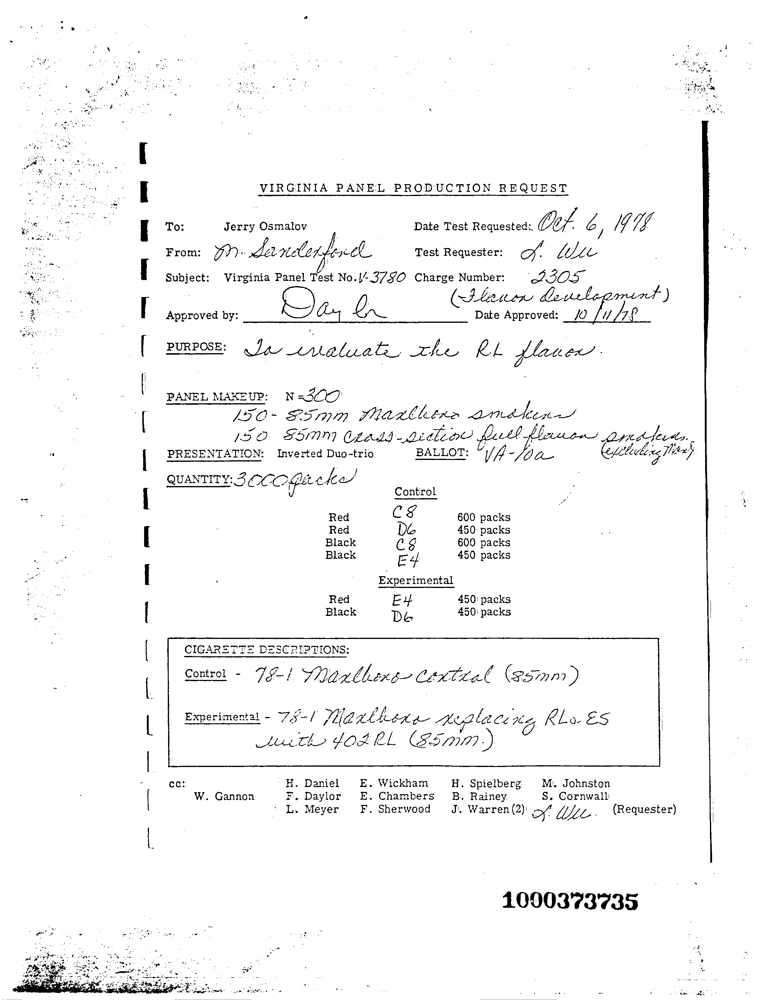 VIRGINIA PANEL PRODUCTION REQUEST
To: Jerry Osmalov Date Test Requested: Oct. 6, 1978
From: M. Sanderford Test Requester: L. Wu
Subject: Virginia Panel Test No. V-3780 Charge Number: 2305
(Flavor Development)
Approved by: Date Approved: 10/11/78
PURPOSE: To evaluate the RL flavor.
PANEL MAKEUP: N=300
150 - 85mm Marlboro smokers
150 85mm cross-section full flavor smokers.
PRESENTATION: Inverted Duo-trio BALLOT: VA-10a (excluding Marl)
QUANTITY: 3000 packs
Control
Red C8 600 packs
Red D6 450 packs
Black C8 600 packs
Black E4 450 packs
Experimental
Red E4 450 packs
Black D6 450 packs
CIGARETTE DESCRIPTIONS:
Control - 78-1 Marlboro Control (85mm)
Experimental - 78-1 Marlboro replacing RLo ES
with 402RL (85mm.)
cc: H. Daniel E. Wickham H. Spielberg M. Johnston
W. Gannon F. Daylor E. Chambers B. Rainey S. Cornwall
L. Meyer F. Sherwood J. Warren (2) L. Wu. (Requester)
1000373735